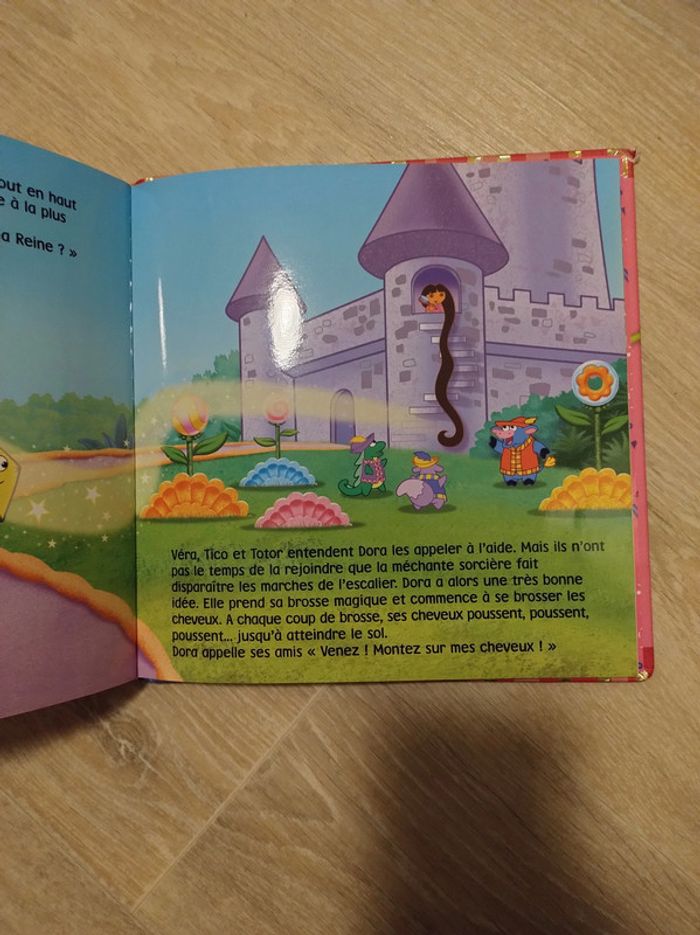 out en haut
e à la plus
a Reine ? »
Véra, Tico et Totor entendent Dora les appeler à l'aide. Mais ils n'ont
pas le temps de la rejoindre que la méchante sorcière fait
disparaître les marches de l'escalier. Dora a alors une très bonne
idée. Elle prend sa brosse magique et commence à se brosser les
cheveux. A chaque coup de brosse, ses cheveux poussent, poussent,
poussent... jusqu'à atteindre le sol.
Dora appelle ses amis « Venez ! Montez sur mes cheveux ! »